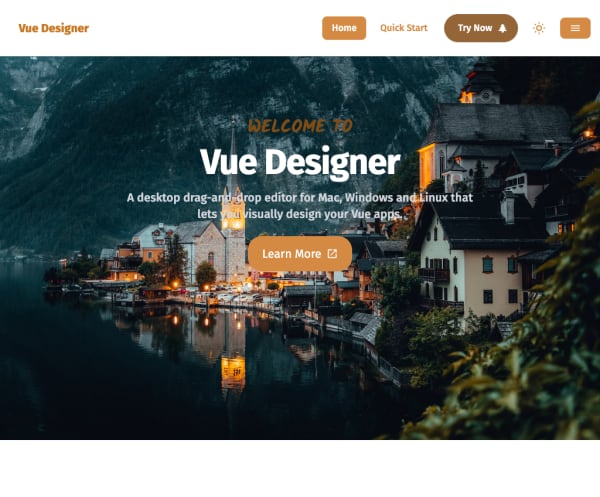 Vue Designer
Home
Quick Start
Try Now
WELCOME TO
Vue Designer
A desktop drag-and-drop editor for Mac, Windows and Linux that
lets you visually design your Vue apps.
Learn More